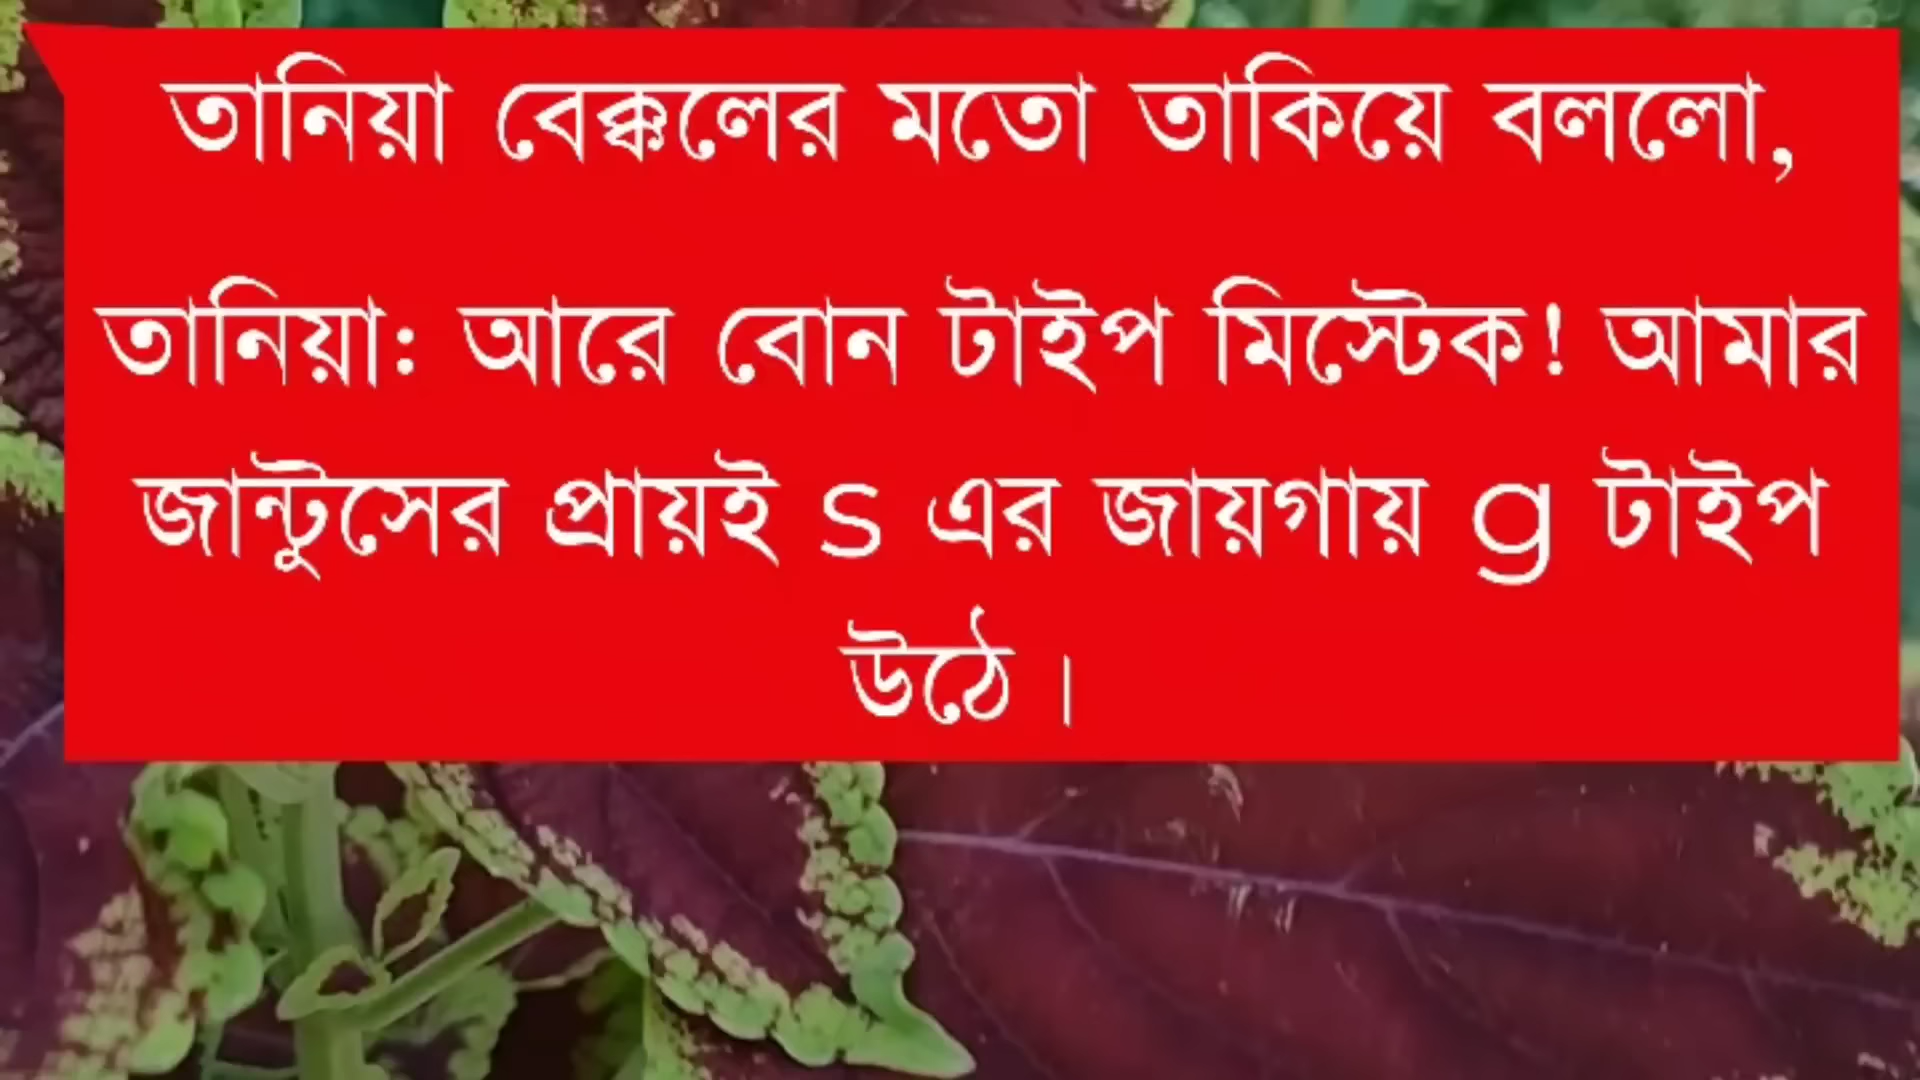 তানিয়া বেক্কলের মতো তাকিয়ে বললো,
তানিয়া: আরে বোন টাইপ মিস্টেক! আমার
জান্টুসের প্রায়ই s এর জায়গায় g টাইপ
উঠে।